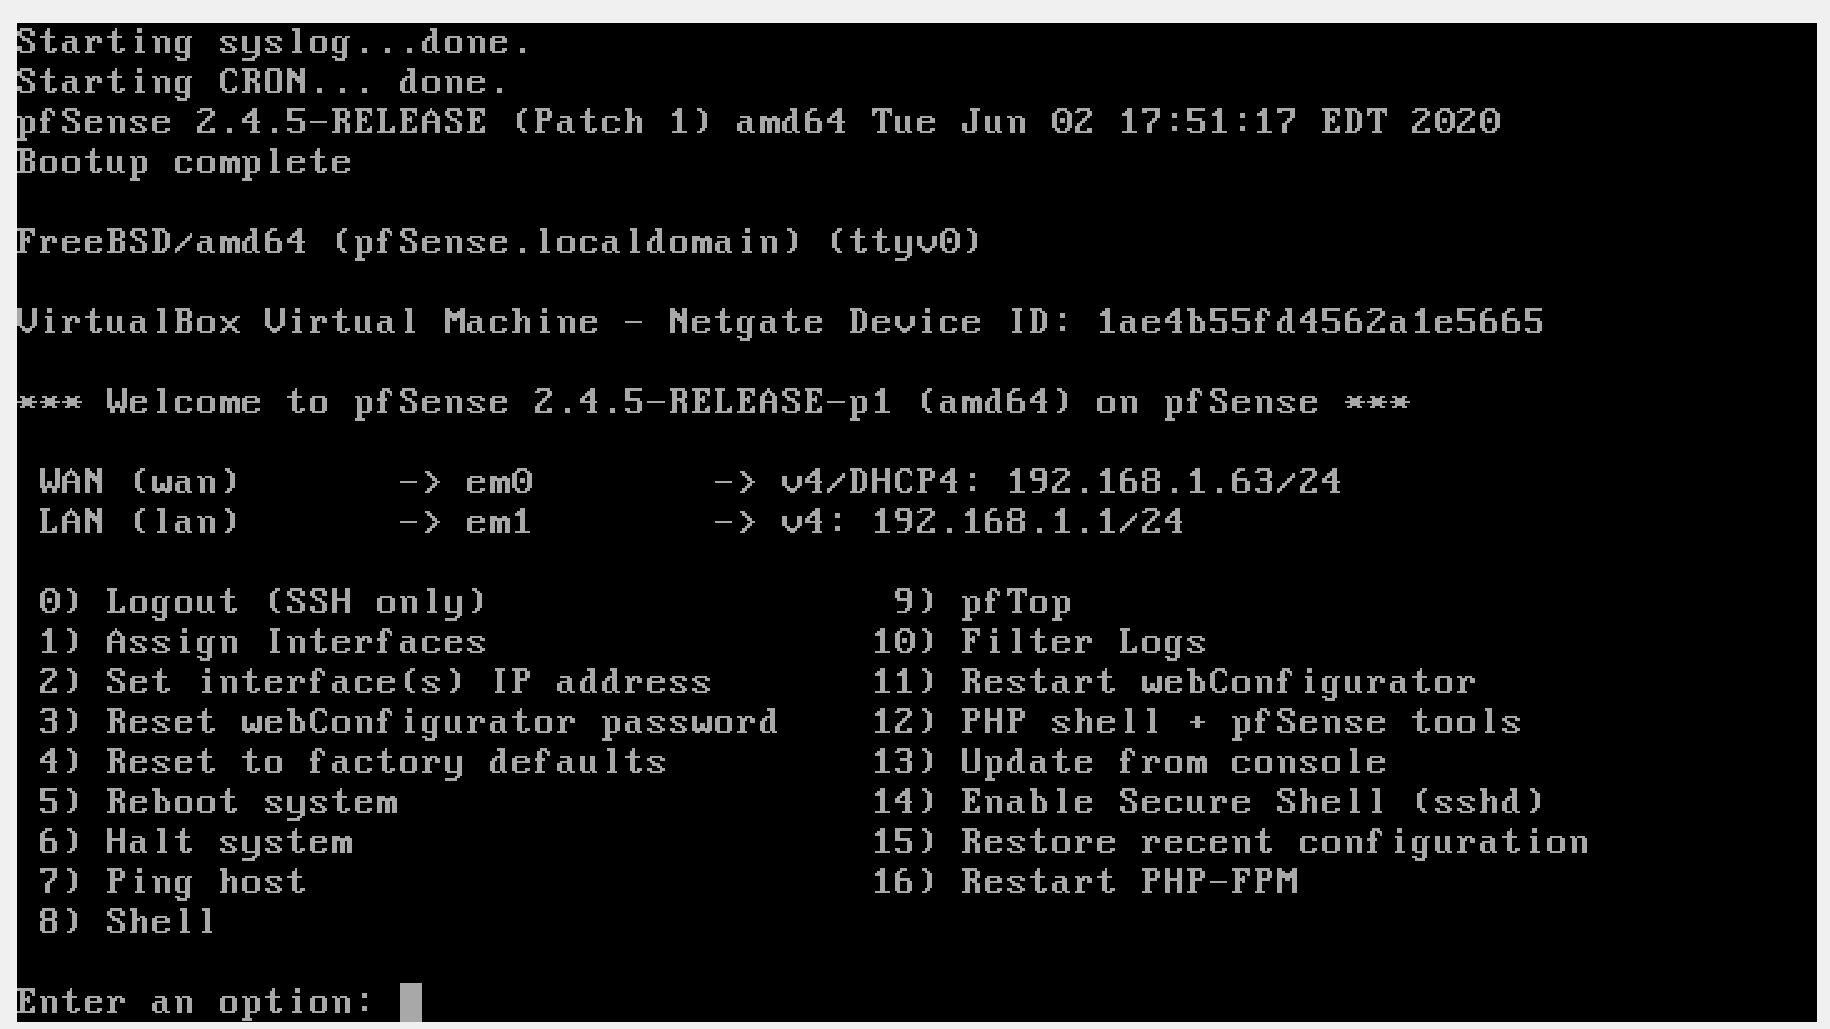 Starting syslog...done.
Starting CRON... done.
pfSense 2.4.5-RELEASE (Patch 1) amd64 Tue Jun 02 17:51:17 EDT 2020
Bootup complete
FreeBSD/amd64 (pfSense.localdomain) (ttyv0)
VirtualBox Virtual Machine - Netgate Device ID: 1ae4b55fd4562a1e5665
*** Welcome to pfSense 2.4.5-RELEASE-p1 (amd64) on pfSense ***
WAN (wan) -> em0 -> v4/DHCP4: 192.168.1.63/24
LAN (lan) -> em1 -> v4: 192.168.1.1/24
0) Logout (SSH only) 9) pfTop
1) Assign Interfaces 10) Filter Logs
2) Set interface(s) IP address 11) Restart webConfigurator
3) Reset webConfigurator password 12) PHP shell + pfSense tools
4) Reset to factory defaults 13) Update from console
5) Reboot system 14) Enable Secure Shell (sshd)
6) Halt system 15) Restore recent configuration
7) Ping host 16) Restart PHP-FPM
8) Shell
Enter an option: